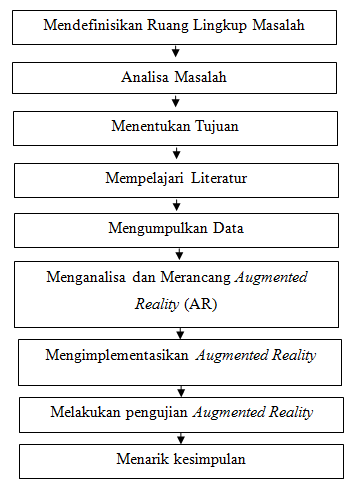 Mendefinisikan Ruang Lingkup Masalah
Analisa Masalah
Menentukan Tujuan
Mempelajari Literatur
Mengumpulkan Data
Menganalisa dan Merancang Augmented
Reality (AR)
Mengimplementasikan Augmented Reality
Melakukan pengujian Augmented Reality
Menarik kesimpulan